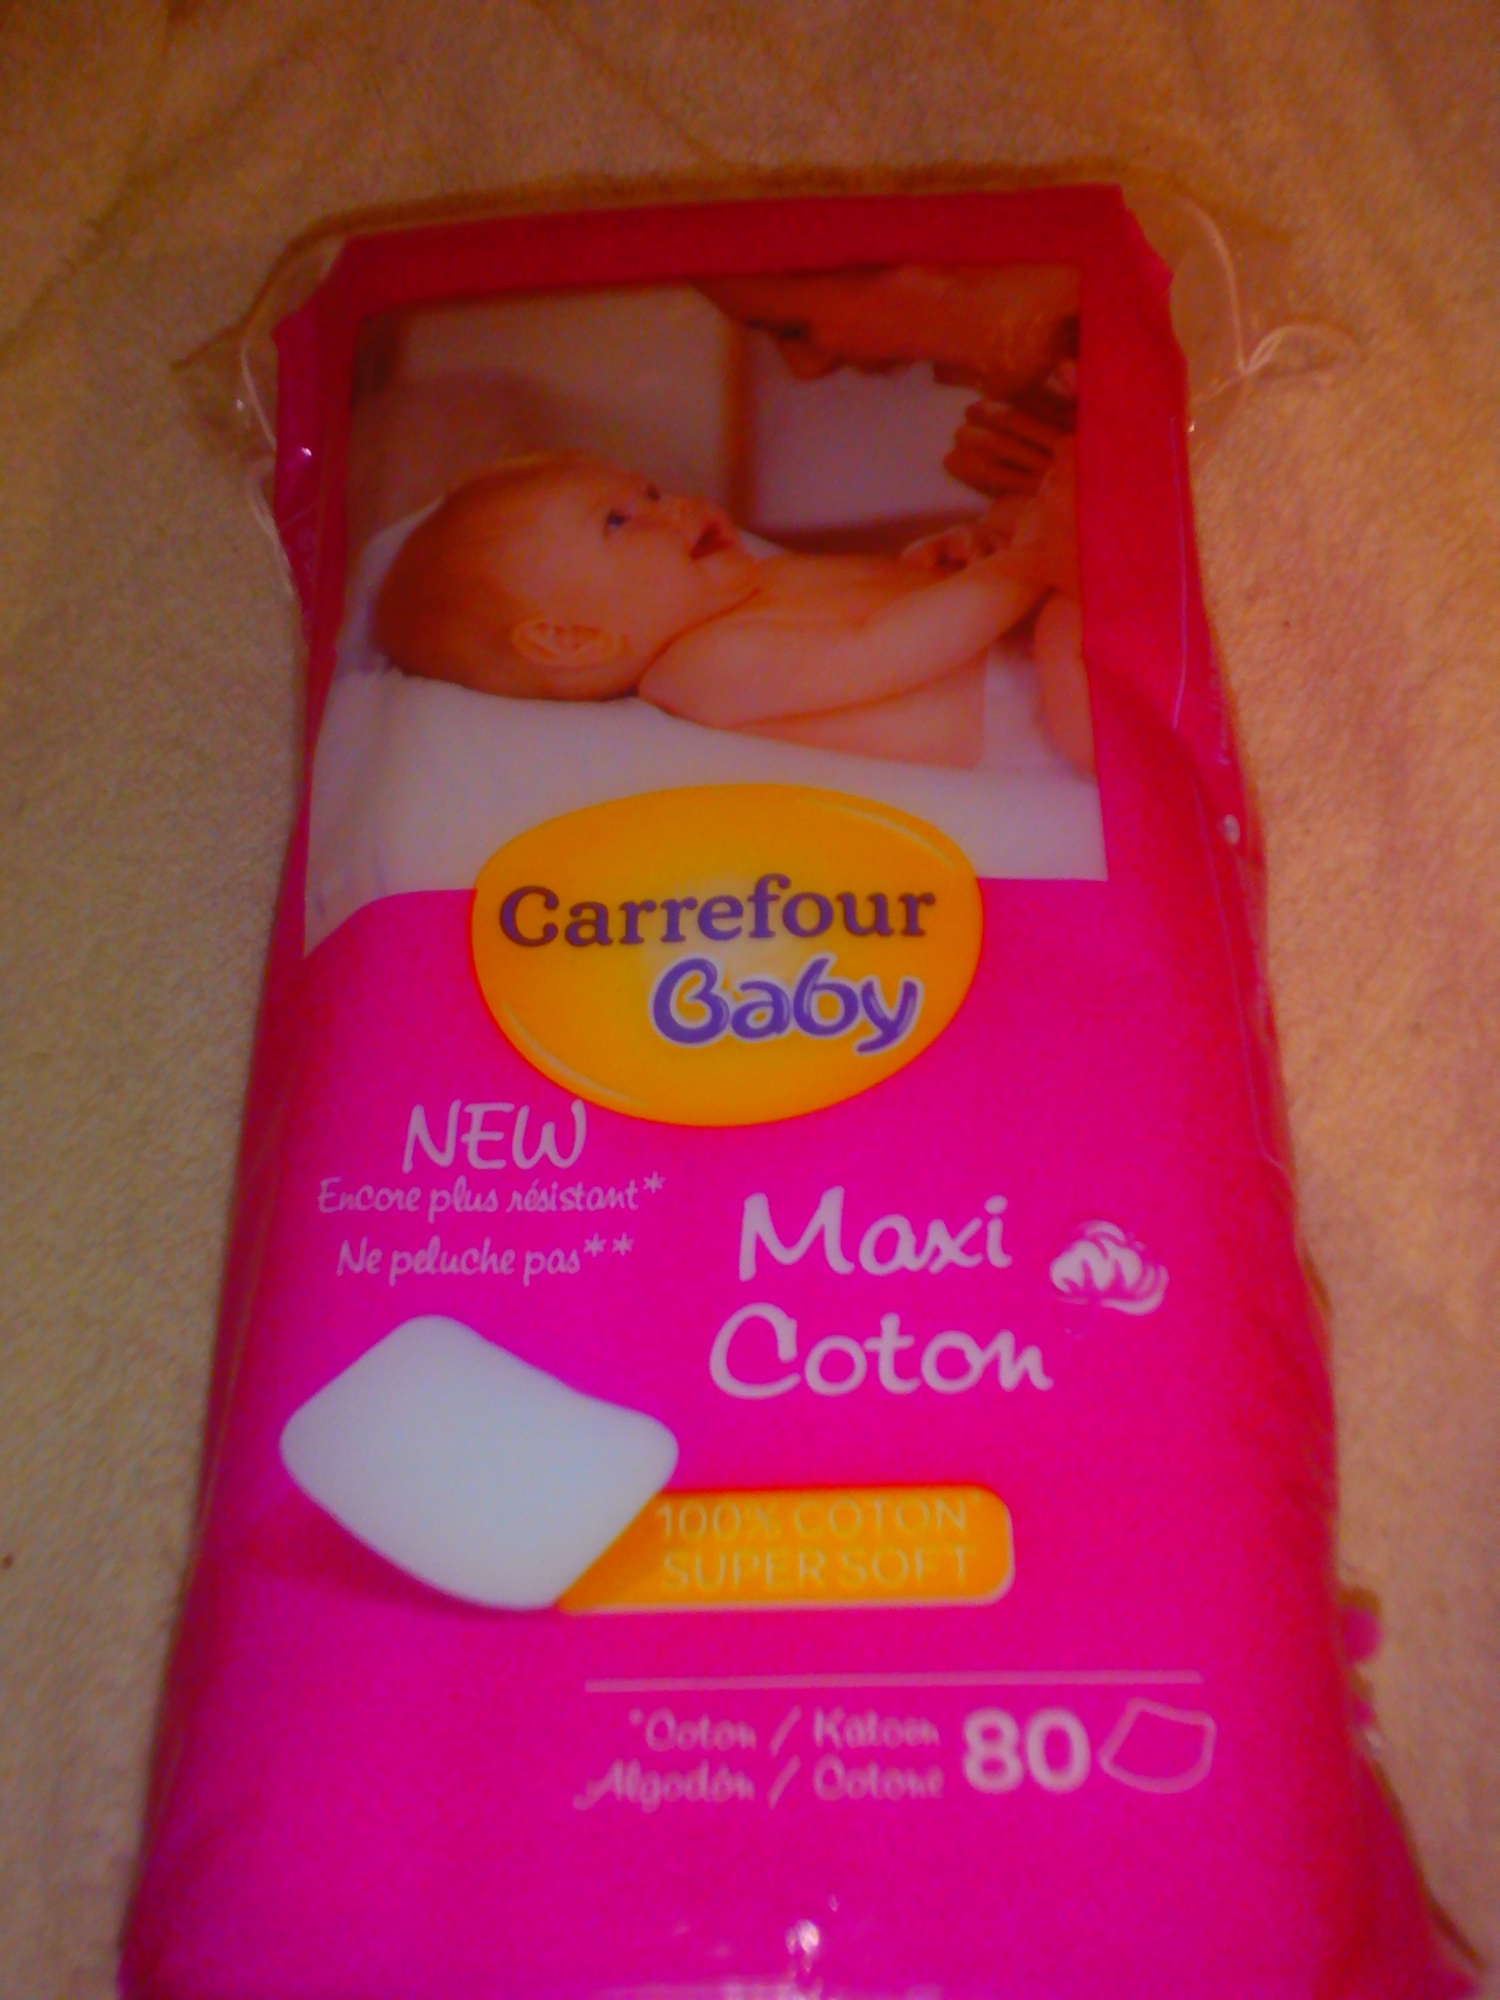 Carrefour
Baby
NEW
Encore plus résistant*
Ne peluche pas**
Maxi
Coton
100% COTON*
SUPER SOFT
*Coton / Katoen
Algodón / Cotone
80